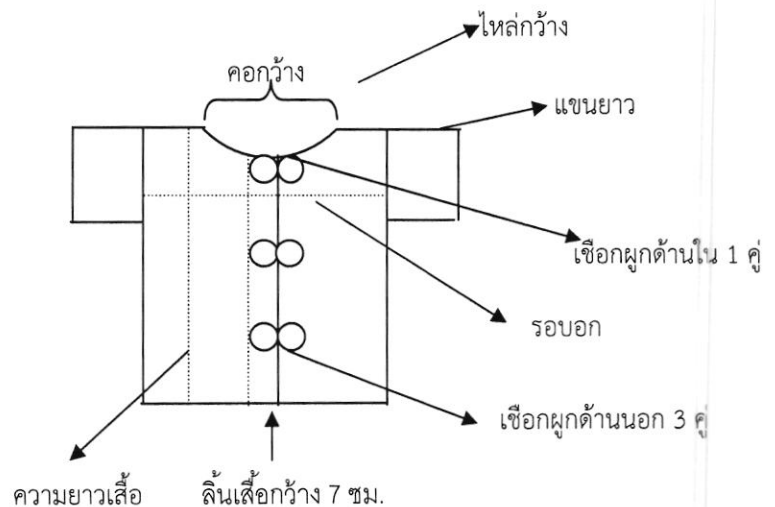 ไหล่กว้าง
คอกว้าง
แขนยาว
เชือกผูกด้านใน 1 คู่
รอบอก
เชือกผูกด้านนอก 3 คู่
ความยาวเสื้อ
ลิ้นเสื้อกว้าง 7 ซม.